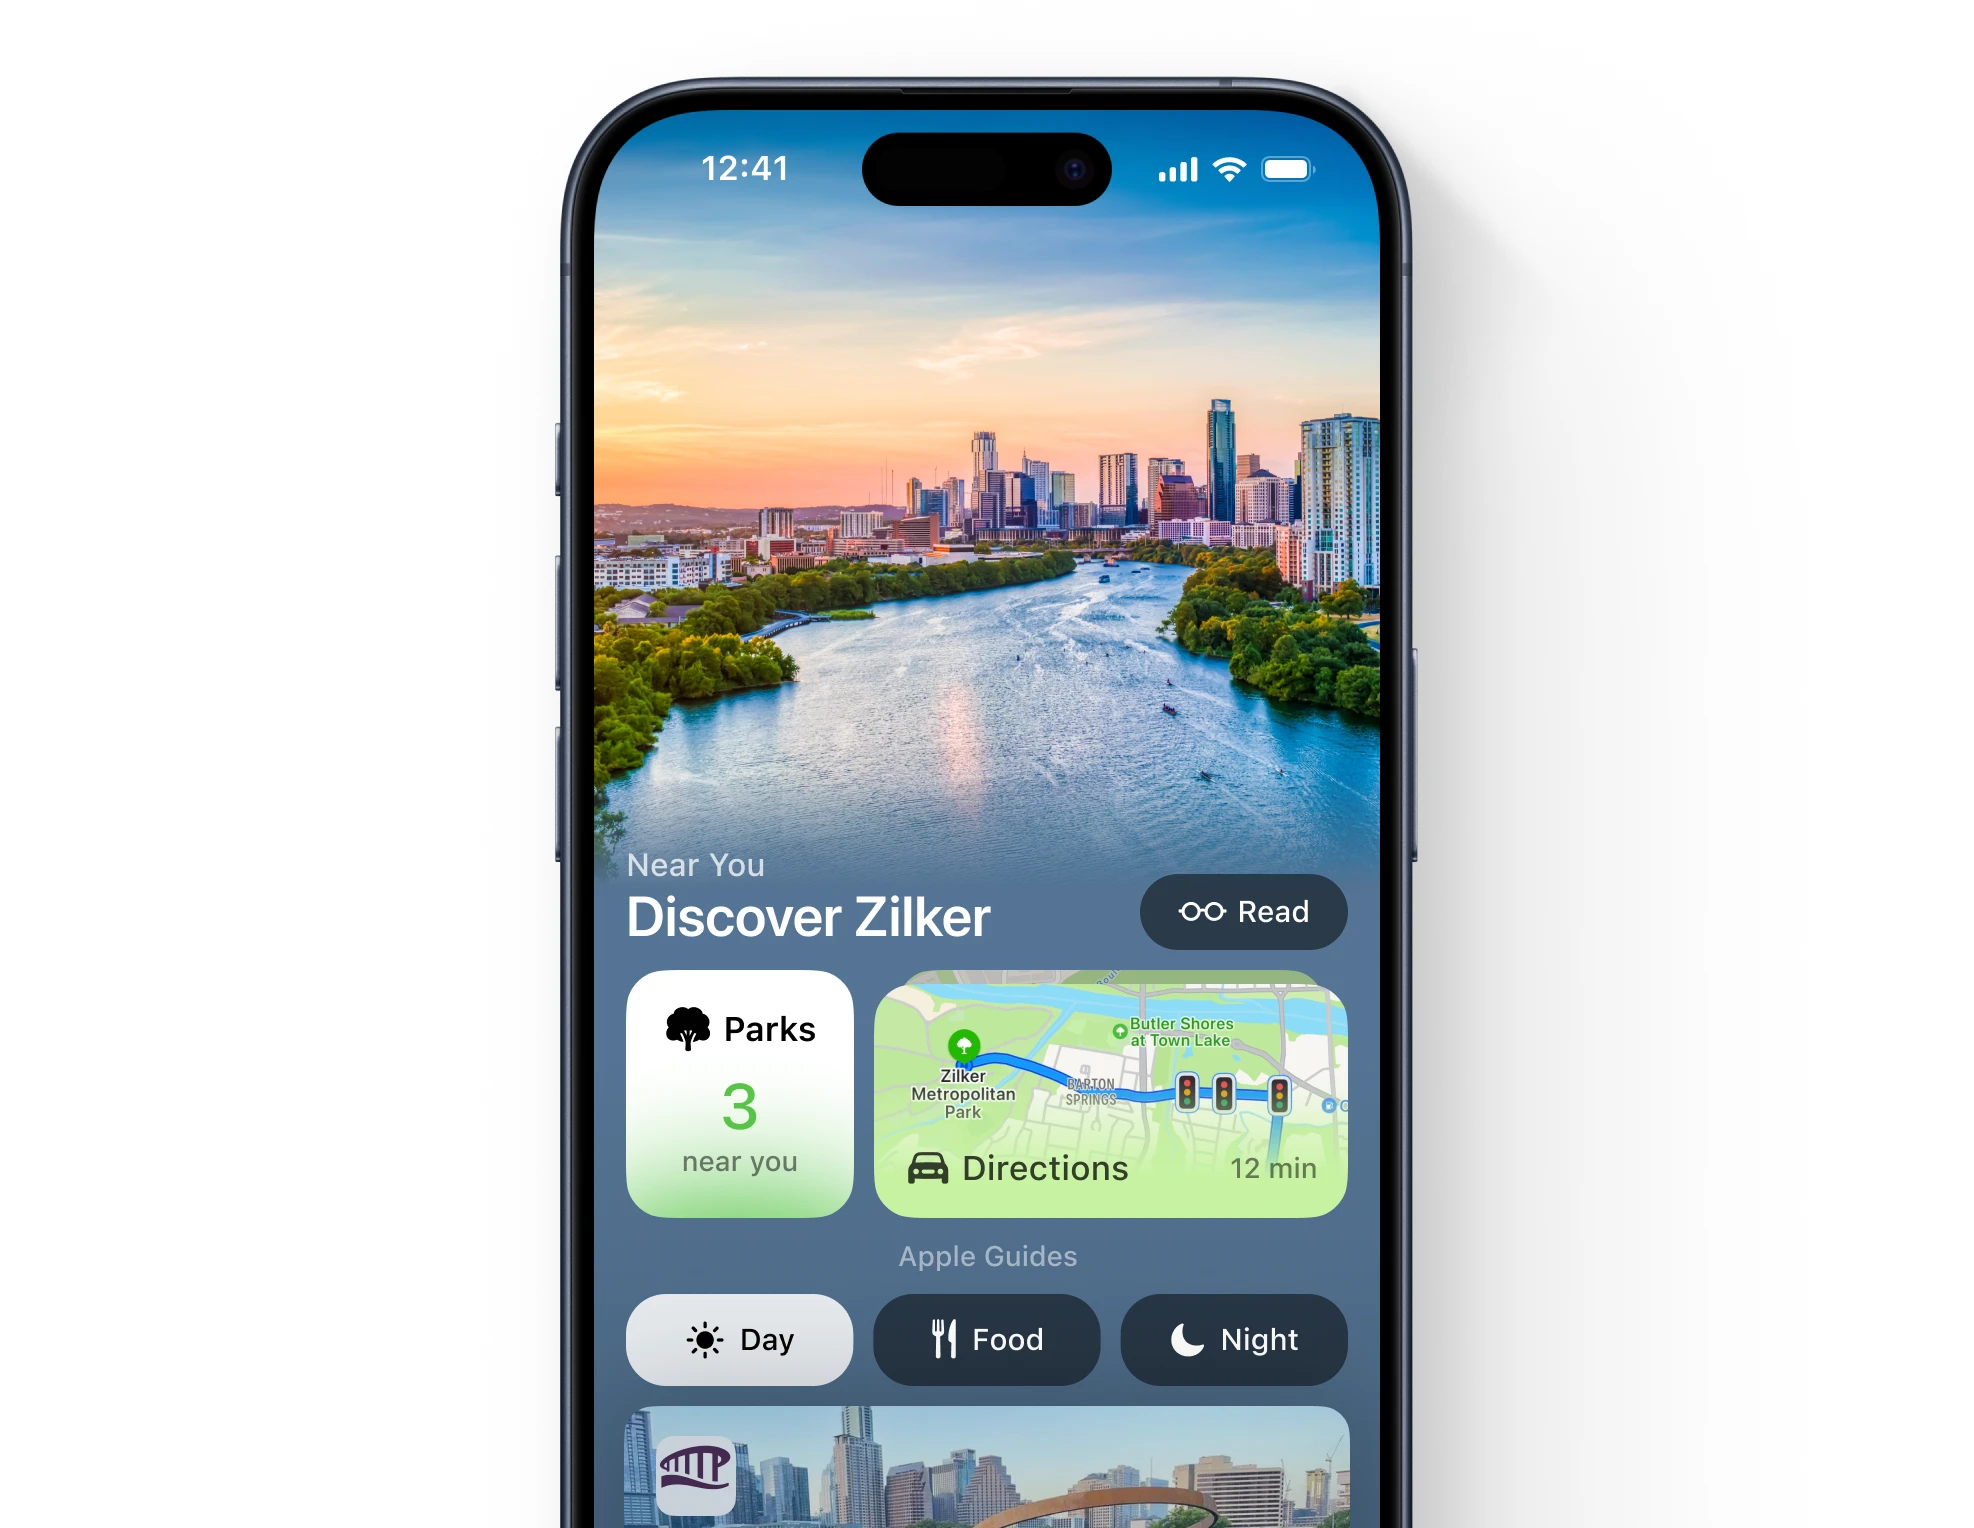 12:41
Near You
Discover Zilker
Read
Parks
3
near you
Butler Shores
at Town Lake
Zilker
Metropolitan
Park
BARTON
SPRINGS
Directions
12 min
Apple Guides
Day
Food
Night